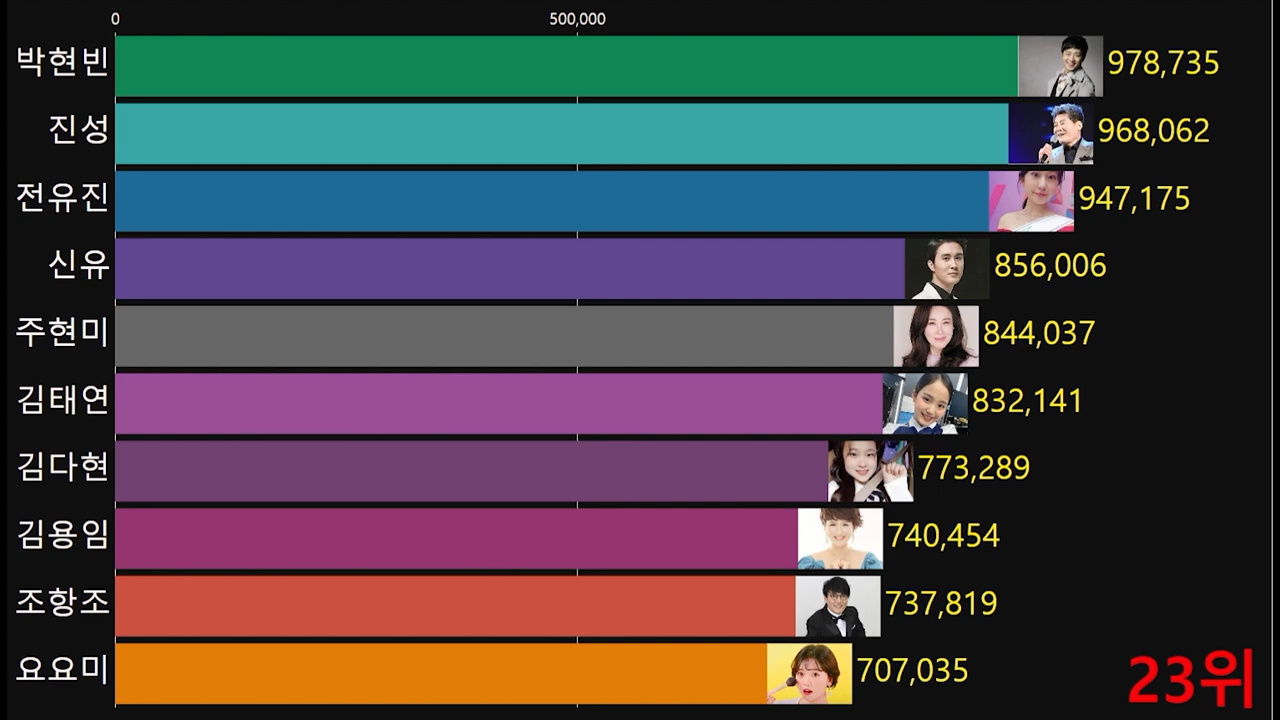 0 500,000
박현빈 978,735
진성 968,062
전유진 947,175
신유 856,006
주현미 844,037
김태연 832,141
김다현 773,289
김용임 740,454
조항조 737,819
요요미 707,035
23위